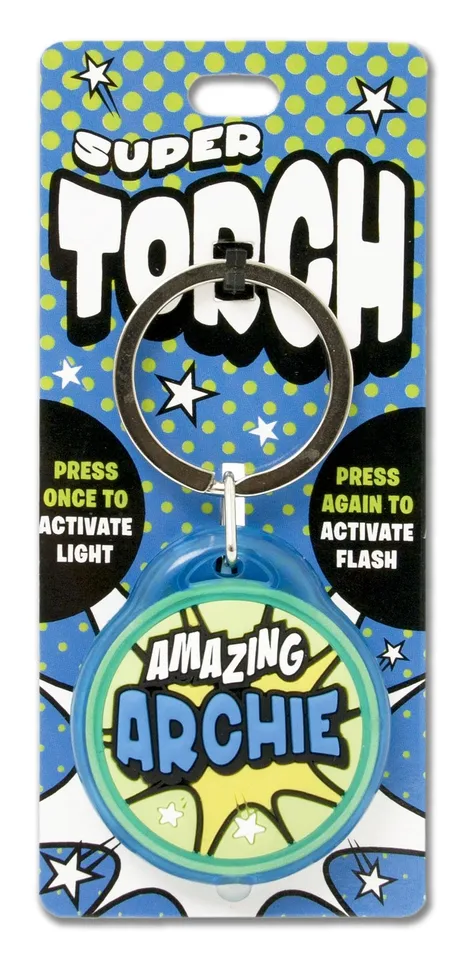 SUPER
TORCH
PRESS
ONCE TO
ACTIVATE
LIGHT
PRESS
AGAIN TO
ACTIVATE
FLASH
AMAZING
ARCHIE